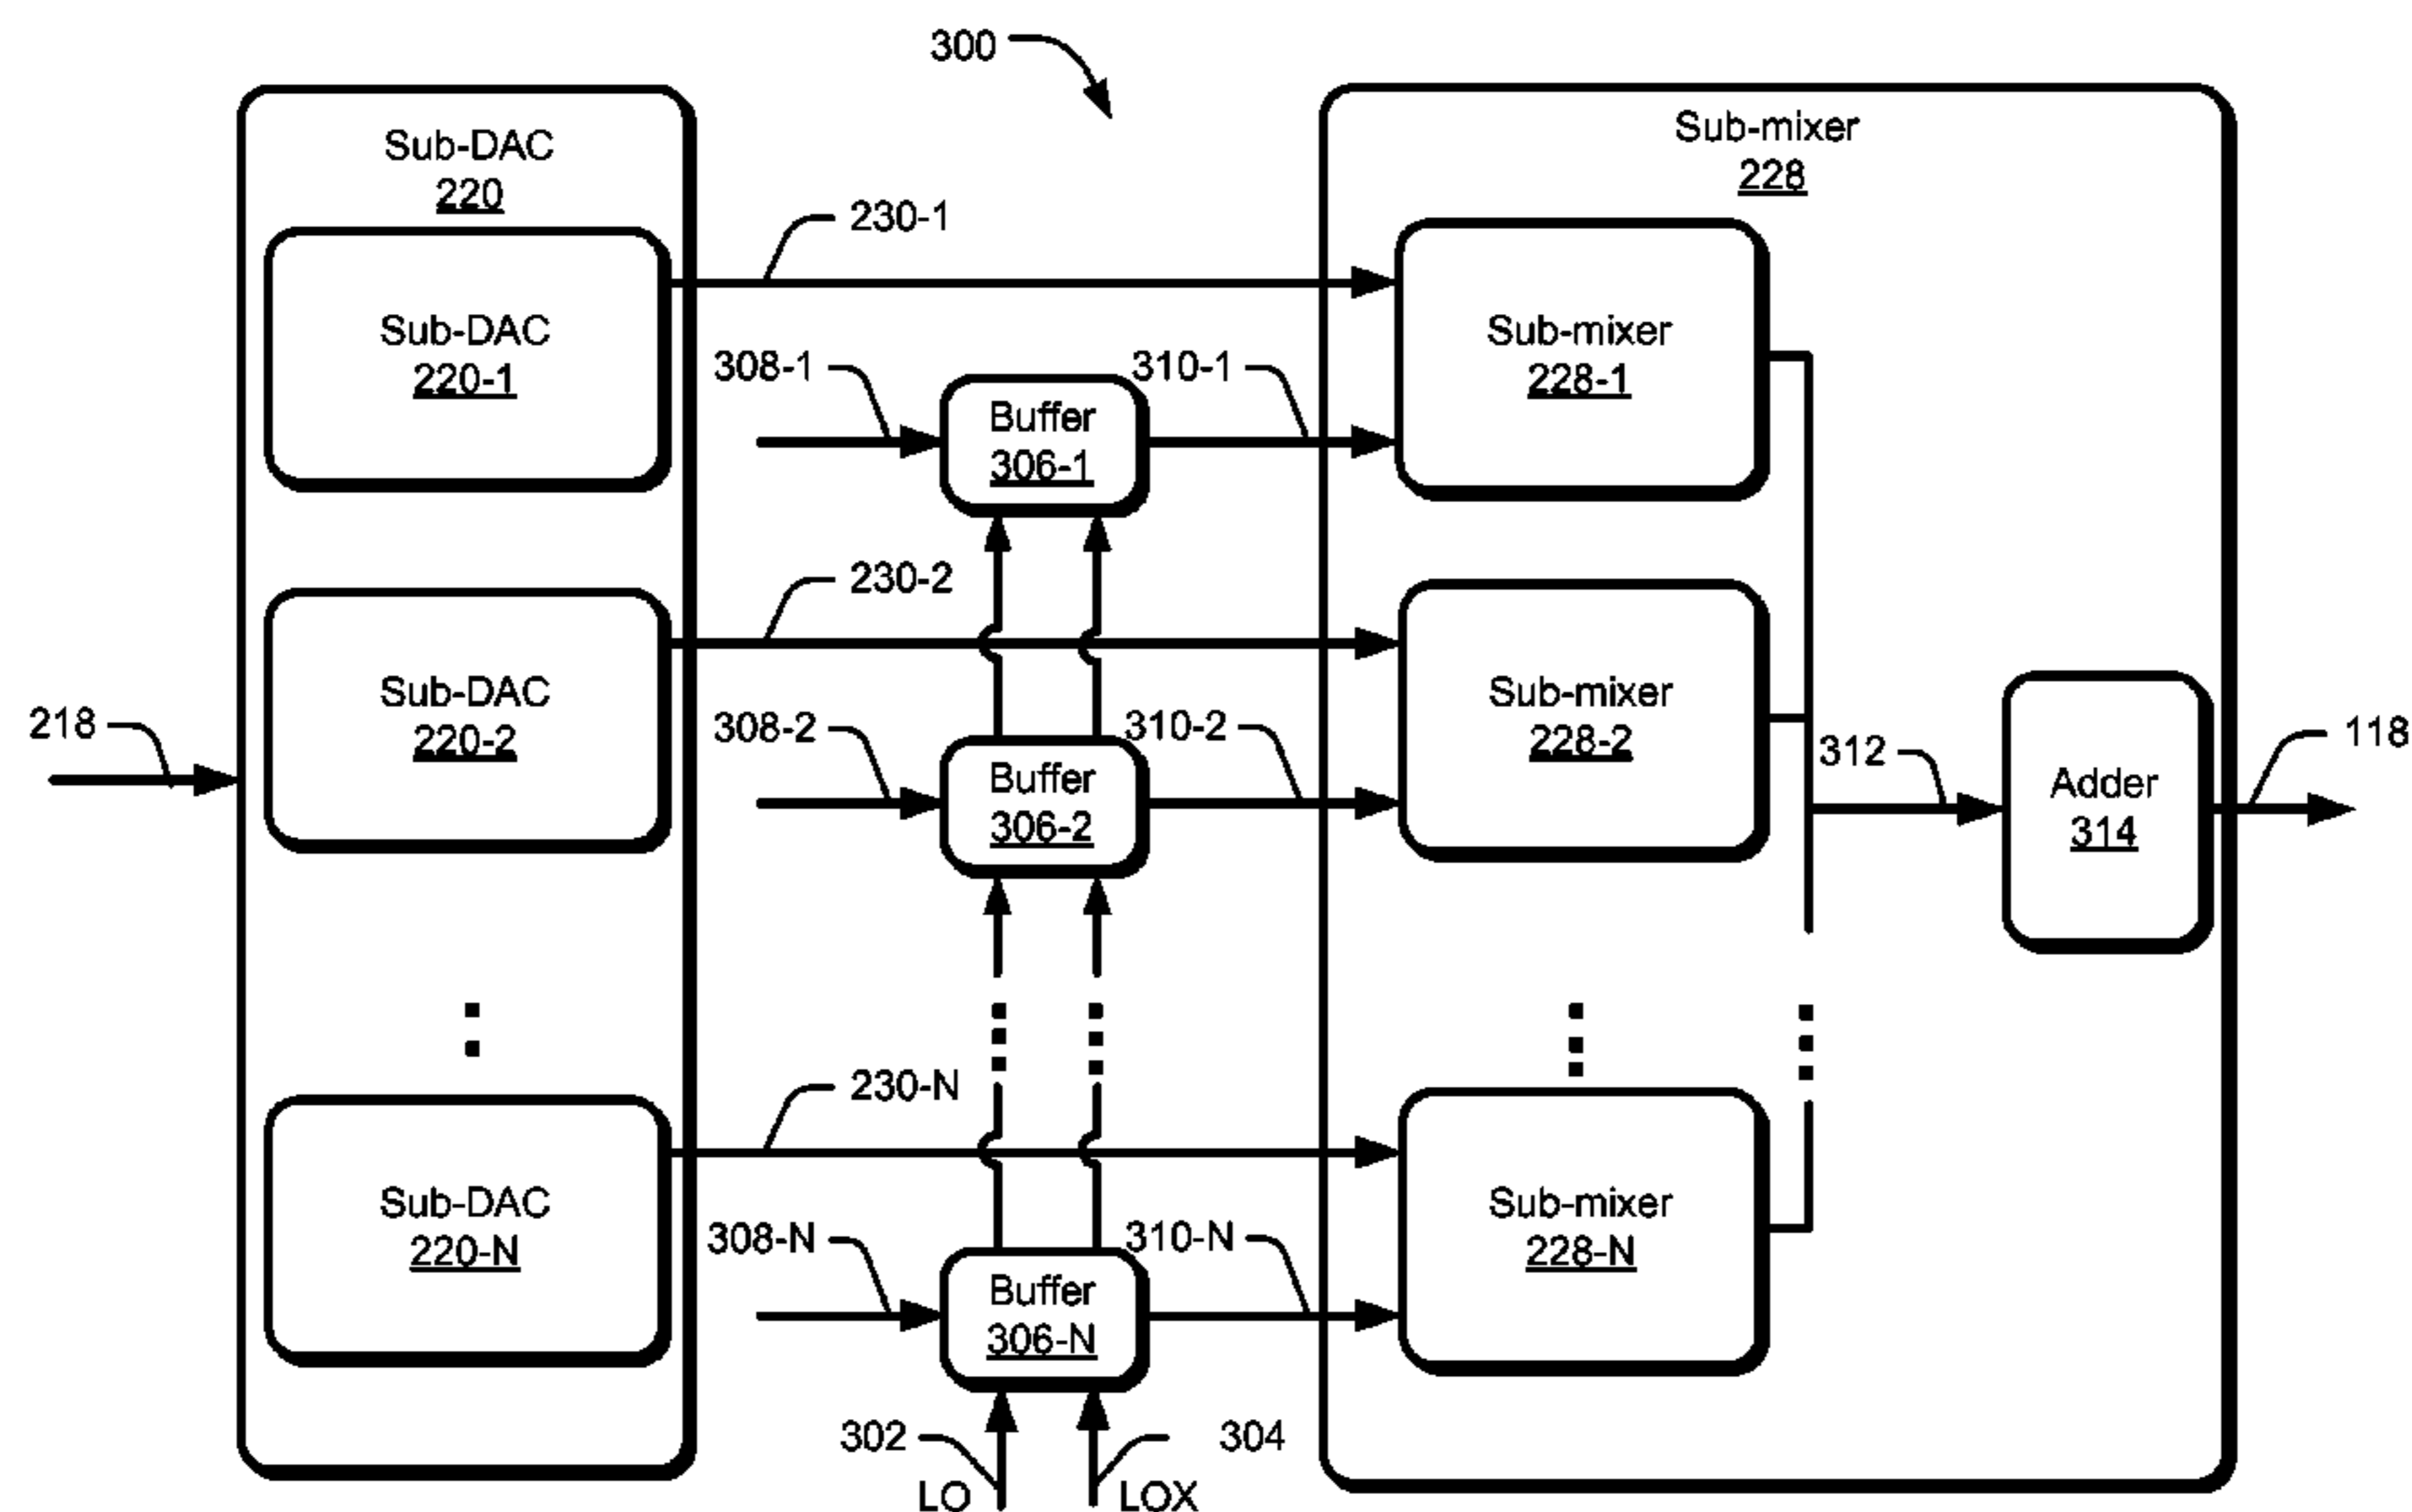 300
Sub-DAC
220
Sub-mixer
228
230-1
Sub-DAC
220-1
308-1
Buffer
306-1
310-1
Sub-mixer
228-1
230-2
218
Sub-DAC
220-2
308-2
Buffer
306-2
310-2
Sub-mixer
228-2
312
Adder
314
118
230-N
Sub-DAC
220-N
308-N
Buffer
306-N
310-N
Sub-mixer
228-N
302
304
LO
LOX